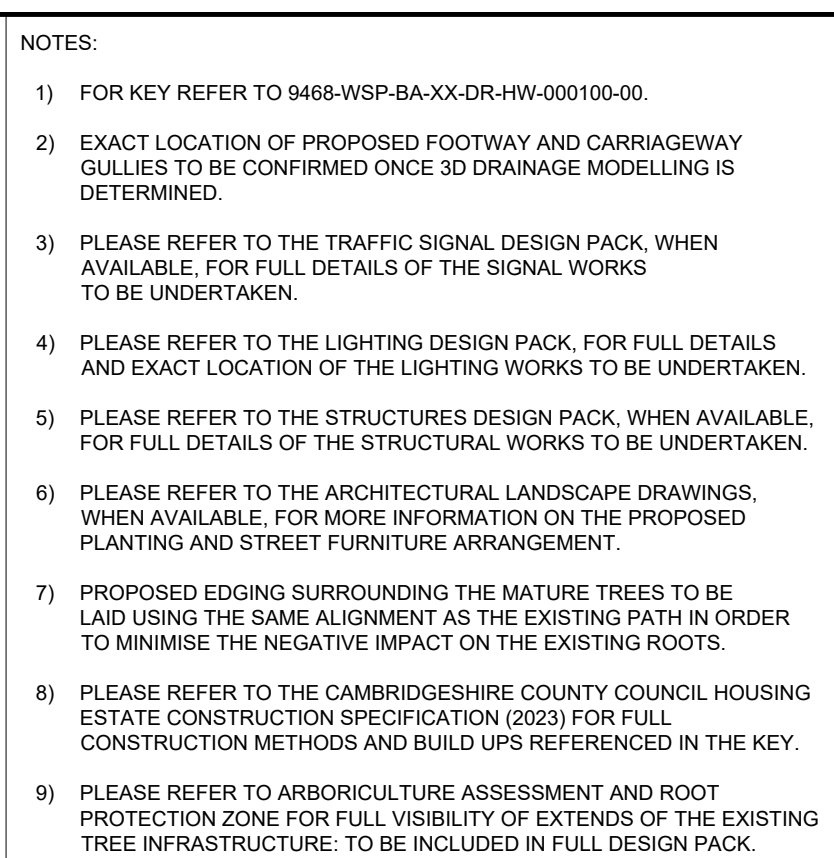 NOTES:
1) FOR KEY REFER TO 9468-WSP-BA-XX-DR-HW-000100-00.
2) EXACT LOCATION OF PROPOSED FOOTWAY AND CARRIAGEWAY
GULLIES TO BE CONFIRMED ONCE 3D DRAINAGE MODELLING IS
DETERMINED.
3) PLEASE REFER TO THE TRAFFIC SIGNAL DESIGN PACK, WHEN
AVAILABLE, FOR FULL DETAILS OF THE SIGNAL WORKS
TO BE UNDERTAKEN.
4) PLEASE REFER TO THE LIGHTING DESIGN PACK, FOR FULL DETAILS
AND EXACT LOCATION OF THE LIGHTING WORKS TO BE UNDERTAKEN.
5) PLEASE REFER TO THE STRUCTURES DESIGN PACK, WHEN AVAILABLE,
FOR FULL DETAILS OF THE STRUCTURAL WORKS TO BE UNDERTAKEN.
6) PLEASE REFER TO THE ARCHITECTURAL LANDSCAPE DRAWINGS,
WHEN AVAILABLE, FOR MORE INFORMATION ON THE PROPOSED
PLANTING AND STREET FURNITURE ARRANGEMENT.
7) PROPOSED EDGING SURROUNDING THE MATURE TREES TO BE
LAID USING THE SAME ALIGNMENT AS THE EXISTING PATH IN ORDER
TO MINIMISE THE NEGATIVE IMPACT ON THE EXISTING ROOTS.
8) PLEASE REFER TO THE CAMBRIDGESHIRE COUNTY COUNCIL HOUSING
ESTATE CONSTRUCTION SPECIFICATION (2023) FOR FULL
CONSTRUCTION METHODS AND BUILD UPS REFERENCED IN THE KEY.
9) PLEASE REFER TO ARBORICULTURE ASSESSMENT AND ROOT
PROTECTION ZONE FOR FULL VISIBILITY OF EXTENDS OF THE EXISTING
TREE INFRASTRUCTURE: TO BE INCLUDED IN FULL DESIGN PACK.